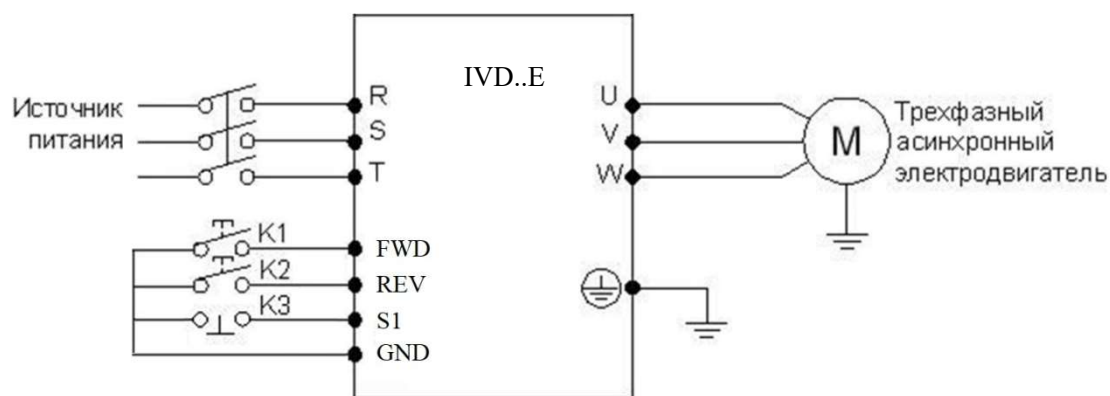 IVD..E
Источник
питания
R
S
T
U
V
W
M
Трехфазный
асинхронный
электродвигатель
K1
FWD
K2
REV
K3
S1
GND